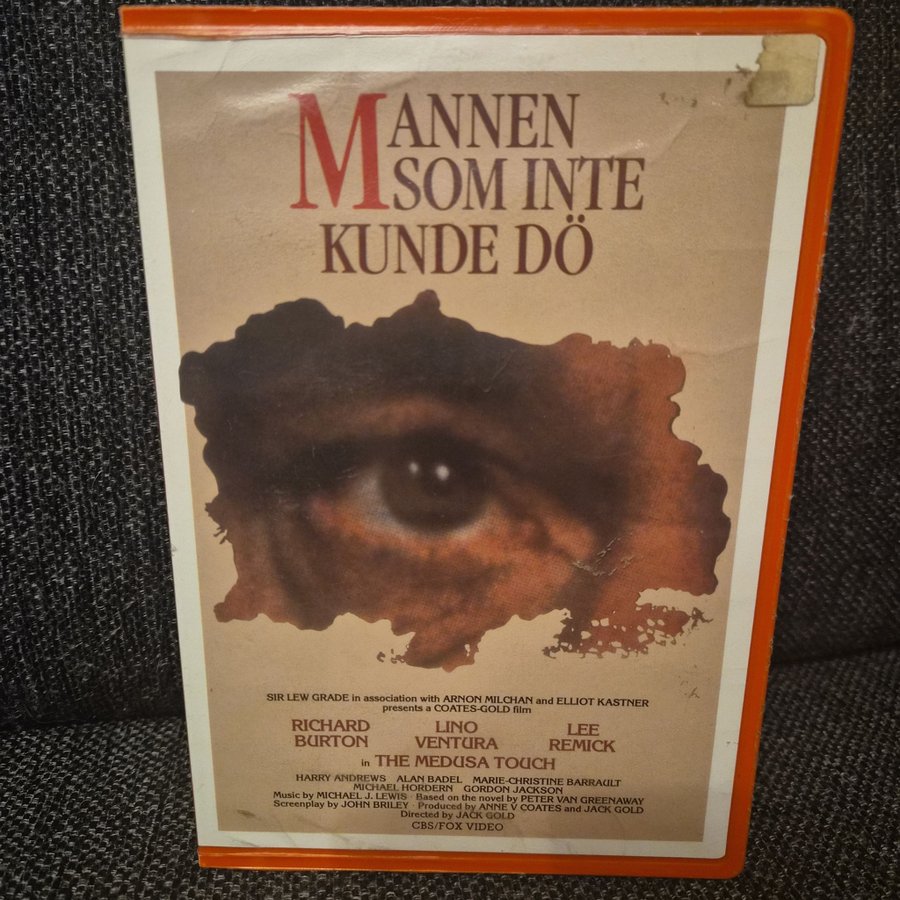 MANNEN
SOM INTE
KUNDE DÖ
SIR LEW GRADE in association with ARNON MILCHAN and ELLIOT KASTNER
presents a COATES-GOLD film
RICHARD BURTON LINO VENTURA LEE REMICK
in THE MEDUSA TOUCH
HARRY ANDREWS ALAN BADEL MARIE-CHRISTINE BARRAULT
MICHAEL HORDERN GORDON JACKSON
Music by MICHAEL J. LEWIS · Based on the novel by PETER VAN GREENAWAY
Screenplay by JOHN BRILEY · Produced by ANNE V COATES and JACK GOLD
Directed by JACK GOLD
CBS/FOX VIDEO